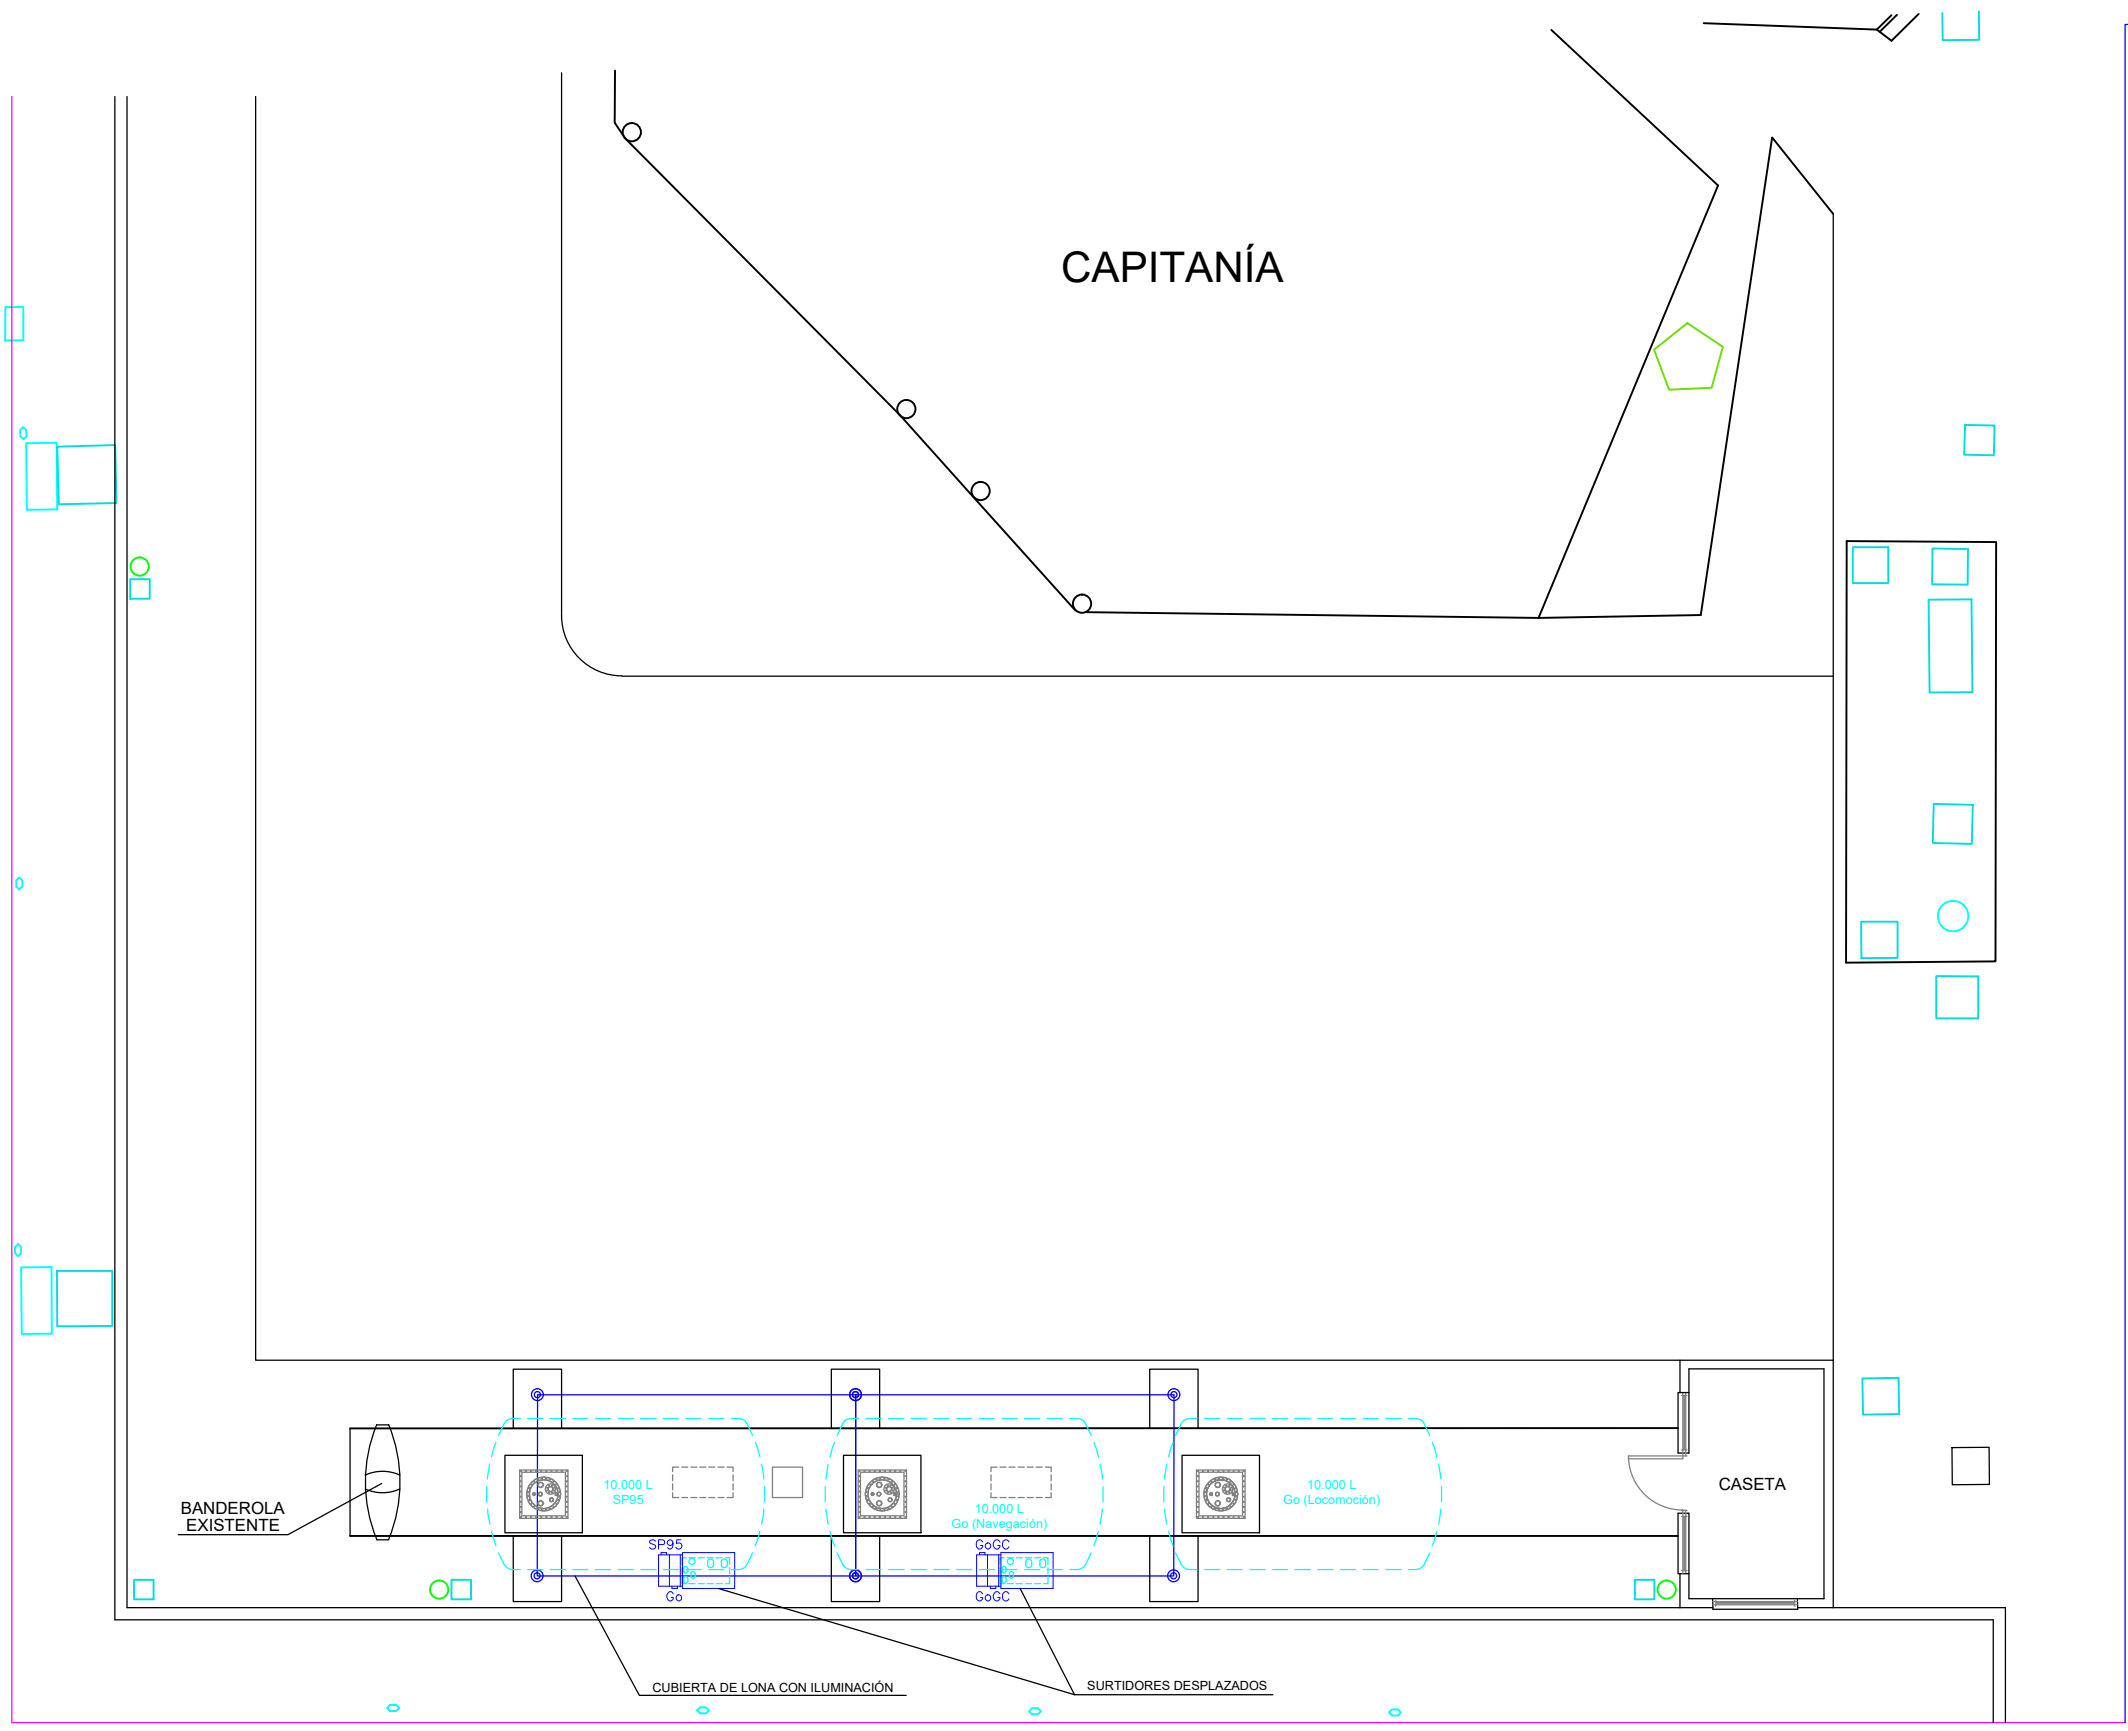 CAPITANÍA
10.000 L
SP95
10.000 L
Go (Navegación)
10.000 L
Go (Locomoción)
CASETA
BANDEROLA
EXISTENTE
SP95
Go
GoGC
GoGC
CUBIERTA DE LONA CON ILUMINACIÓN
SURTIDORES DESPLAZADOS